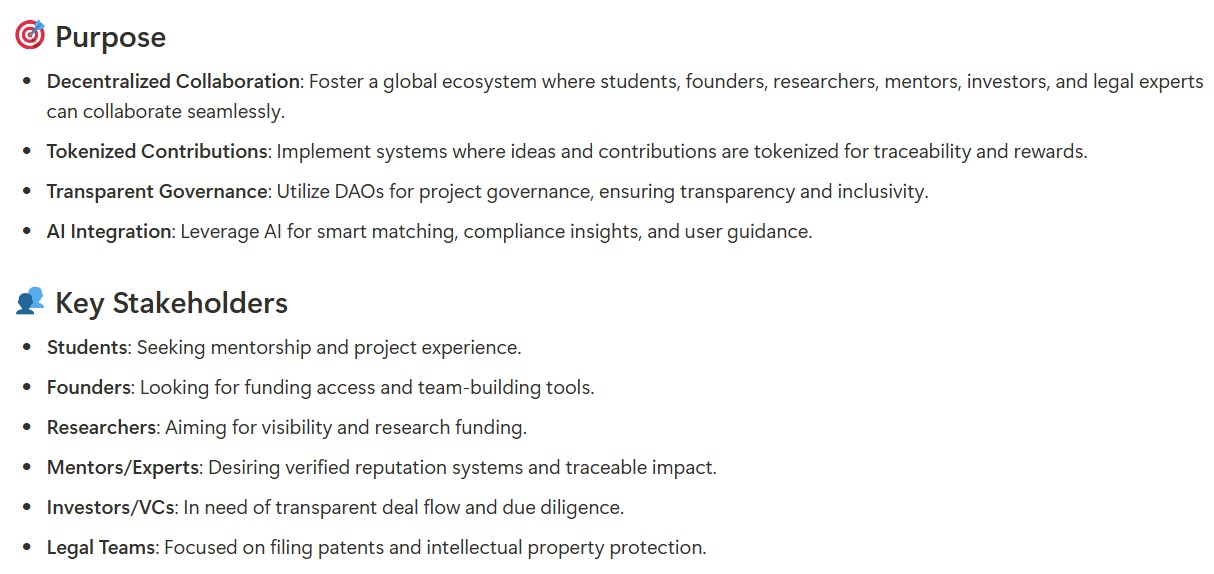 Purpose
• Decentralized Collaboration: Foster a global ecosystem where students, founders, researchers, mentors, investors, and legal experts
can collaborate seamlessly.
• Tokenized Contributions: Implement systems where ideas and contributions are tokenized for traceability and rewards.
• Transparent Governance: Utilize DAOs for project governance, ensuring transparency and inclusivity.
• AI Integration: Leverage AI for smart matching, compliance insights, and user guidance.
Key Stakeholders
• Students: Seeking mentorship and project experience.
• Founders: Looking for funding access and team-building tools.
• Researchers: Aiming for visibility and research funding.
• Mentors/Experts: Desiring verified reputation systems and traceable impact.
• Investors/VCs: In need of transparent deal flow and due diligence.
• Legal Teams: Focused on filing patents and intellectual property protection.